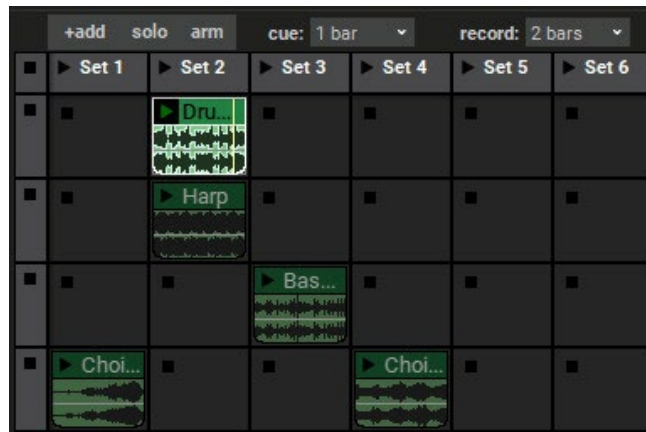 +add solo arm cue: 1 bar record: 2 bars
Set 1 Set 2 Set 3 Set 4 Set 5 Set 6
Dru...
Harp
Bas...
Choi... Choi...